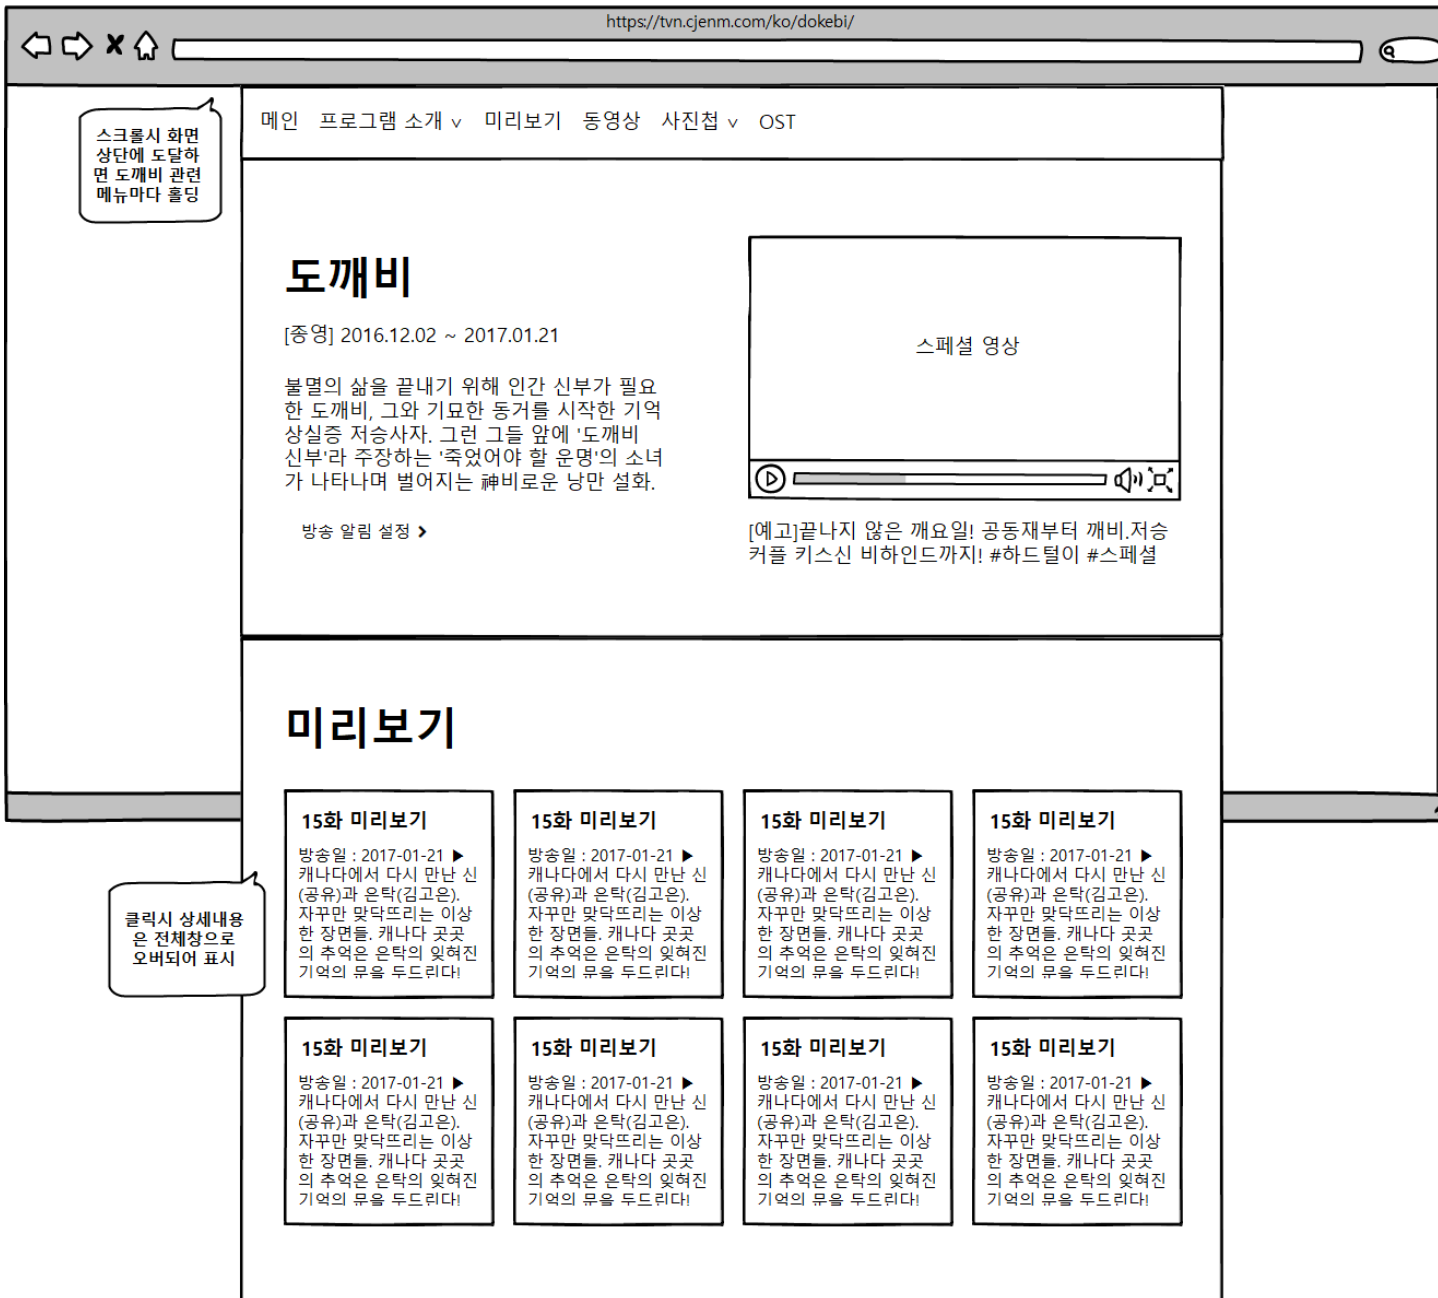 https://tvn.cjenm.com/ko/dokebi/
스크롤시 화면
상단에 도달하
면 도깨비 관련
메뉴마다 홀딩
메인 프로그램 소개 ∨ 미리보기 동영상 사진첩 ∨ OST
도깨비
[종영] 2016.12.02 ~ 2017.01.21
불멸의 삶을 끝내기 위해 인간 신부가 필요
한 도깨비, 그와 기묘한 동거를 시작한 기억
상실증 저승사자. 그런 그들 앞에 '도깨비
신부'라 주장하는 '죽었어야 할 운명'의 소녀
가 나타나며 벌어지는 神비로운 낭만 설화.
방송 알림 설정 >
스페셜 영상
[예고]끝나지 않은 깨요일! 공동재부터 깨비.저승
커플 키스신 비하인드까지! #하드털이 #스페셜
미리보기
15화 미리보기
방송일 : 2017-01-21 ▶
캐나다에서 다시 만난 신
(공유)과 은탁(김고은).
자꾸만 맞닥뜨리는 이상
한 장면들. 캐나다 곳곳
의 추억은 은탁의 잊혀진
기억의 문을 두드린다!
15화 미리보기
방송일 : 2017-01-21 ▶
캐나다에서 다시 만난 신
(공유)과 은탁(김고은).
자꾸만 맞닥뜨리는 이상
한 장면들. 캐나다 곳곳
의 추억은 은탁의 잊혀진
기억의 문을 두드린다!
15화 미리보기
방송일 : 2017-01-21 ▶
캐나다에서 다시 만난 신
(공유)과 은탁(김고은).
자꾸만 맞닥뜨리는 이상
한 장면들. 캐나다 곳곳
의 추억은 은탁의 잊혀진
기억의 문을 두드린다!
15화 미리보기
방송일 : 2017-01-21 ▶
캐나다에서 다시 만난 신
(공유)과 은탁(김고은).
자꾸만 맞닥뜨리는 이상
한 장면들. 캐나다 곳곳
의 추억은 은탁의 잊혀진
기억의 문을 두드린다!
클릭시 상세내용
은 전체창으로
오버되어 표시
15화 미리보기
방송일 : 2017-01-21 ▶
캐나다에서 다시 만난 신
(공유)과 은탁(김고은).
자꾸만 맞닥뜨리는 이상
한 장면들. 캐나다 곳곳
의 추억은 은탁의 잊혀진
기억의 문을 두드린다!
15화 미리보기
방송일 : 2017-01-21 ▶
캐나다에서 다시 만난 신
(공유)과 은탁(김고은).
자꾸만 맞닥뜨리는 이상
한 장면들. 캐나다 곳곳
의 추억은 은탁의 잊혀진
기억의 문을 두드린다!
15화 미리보기
방송일 : 2017-01-21 ▶
캐나다에서 다시 만난 신
(공유)과 은탁(김고은).
자꾸만 맞닥뜨리는 이상
한 장면들. 캐나다 곳곳
의 추억은 은탁의 잊혀진
기억의 문을 두드린다!
15화 미리보기
방송일 : 2017-01-21 ▶
캐나다에서 다시 만난 신
(공유)과 은탁(김고은).
자꾸만 맞닥뜨리는 이상
한 장면들. 캐나다 곳곳
의 추억은 은탁의 잊혀진
기억의 문을 두드린다!